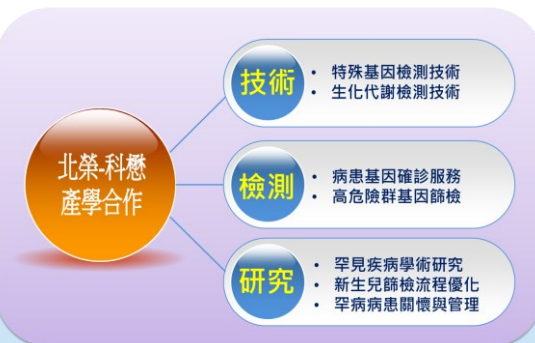 北榮-科懋
產學合作
技術
• 特殊基因檢測技術
• 生化代謝檢測技術
檢測
• 病患基因確診服務
• 高危險群基因篩檢
研究
• 罕見疾病學術研究
• 新生兒篩檢流程優化
• 罕病病患關懷與管理